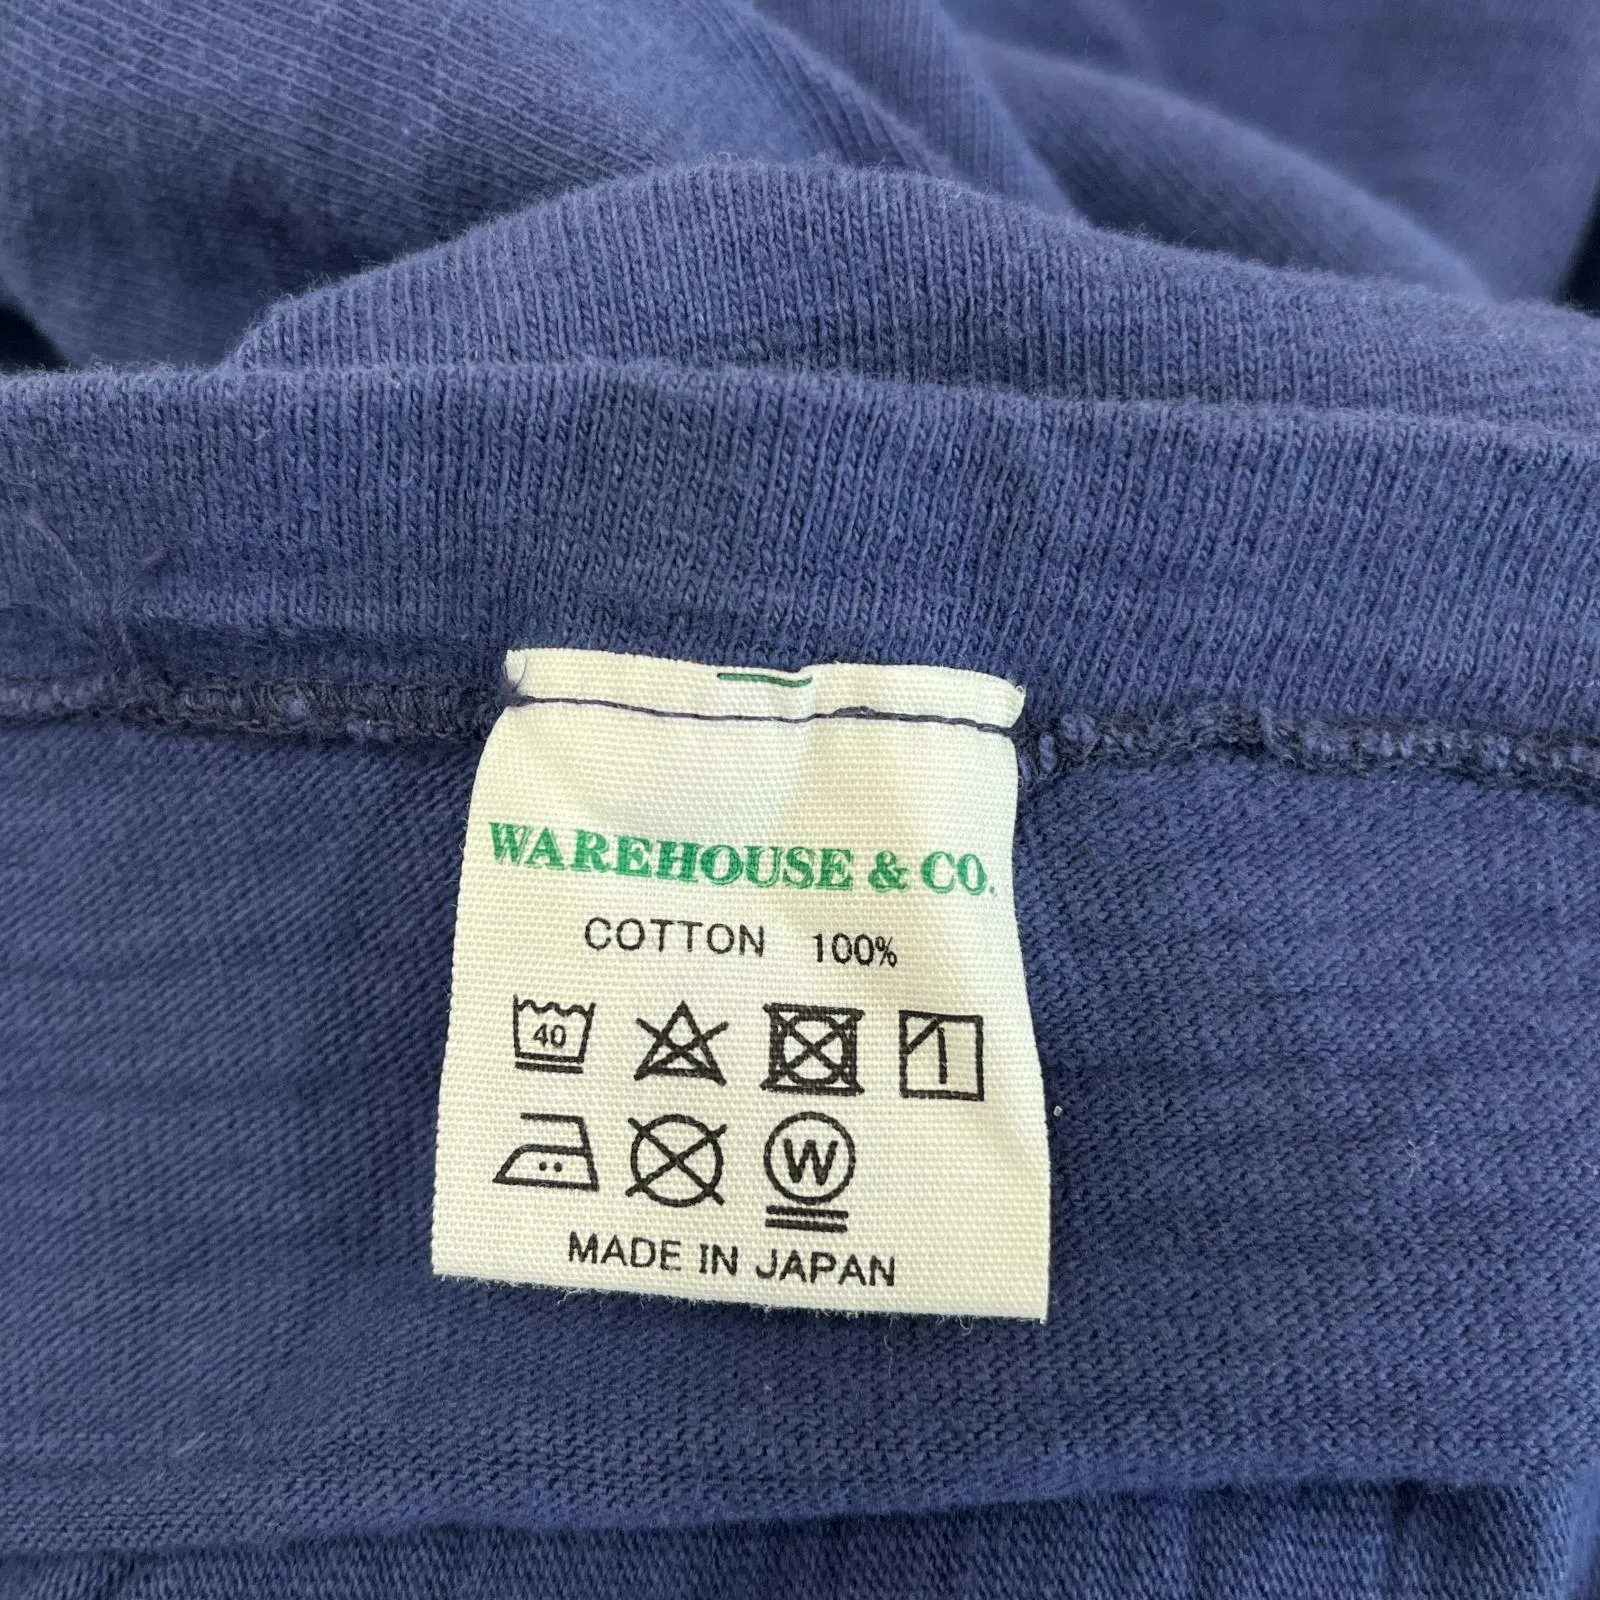 WAREHOUSE & CO.
COTTON 100%
40
W
MADE IN JAPAN